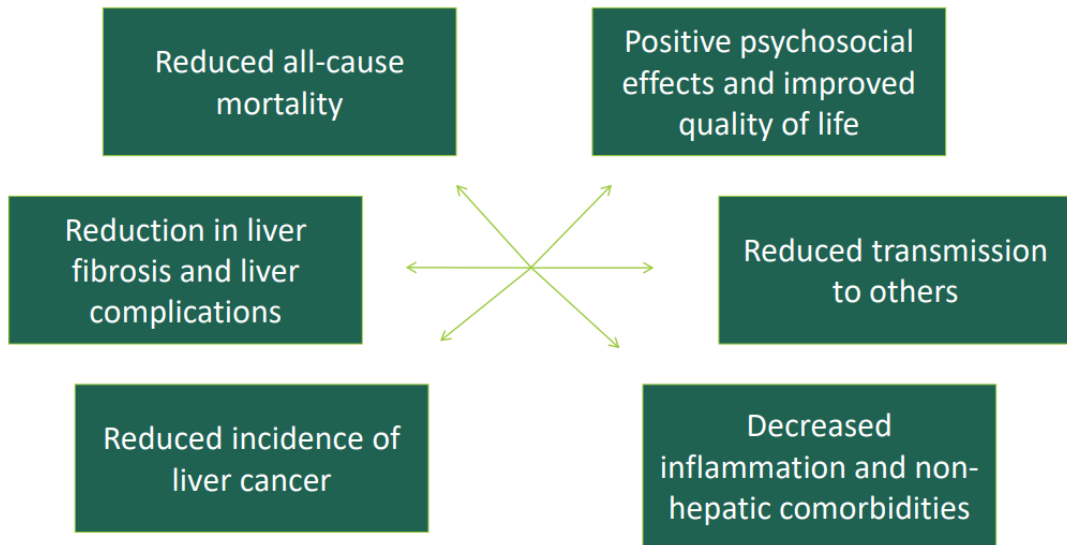 Reduced all-cause
mortality
Positive psychosocial
effects and improved
quality of life
Reduction in liver
fibrosis and liver
complications
Reduced transmission
to others
Reduced incidence of
liver cancer
Decreased
inflammation and non-
hepatic comorbidities